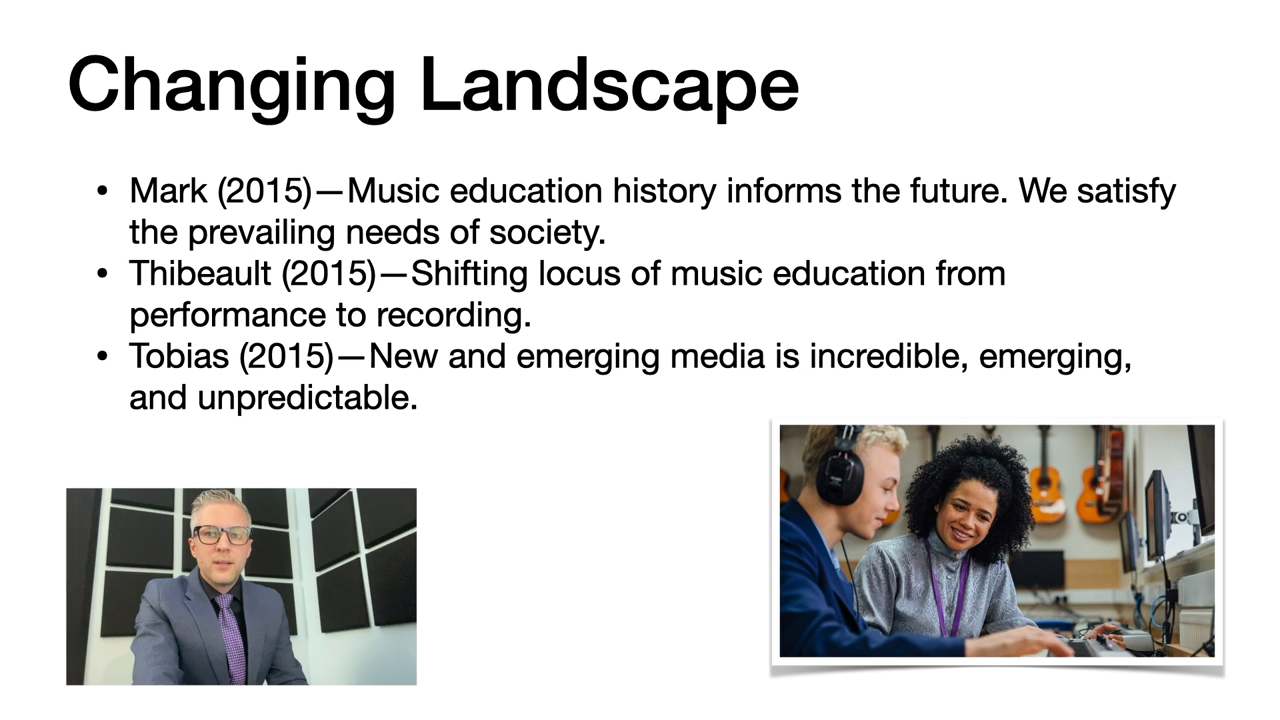 Changing Landscape
• Mark (2015)—Music education history informs the future. We satisfy
the prevailing needs of society.
• Thibeault (2015)—Shifting locus of music education from
performance to recording.
• Tobias (2015)—New and emerging media is incredible, emerging,
and unpredictable.